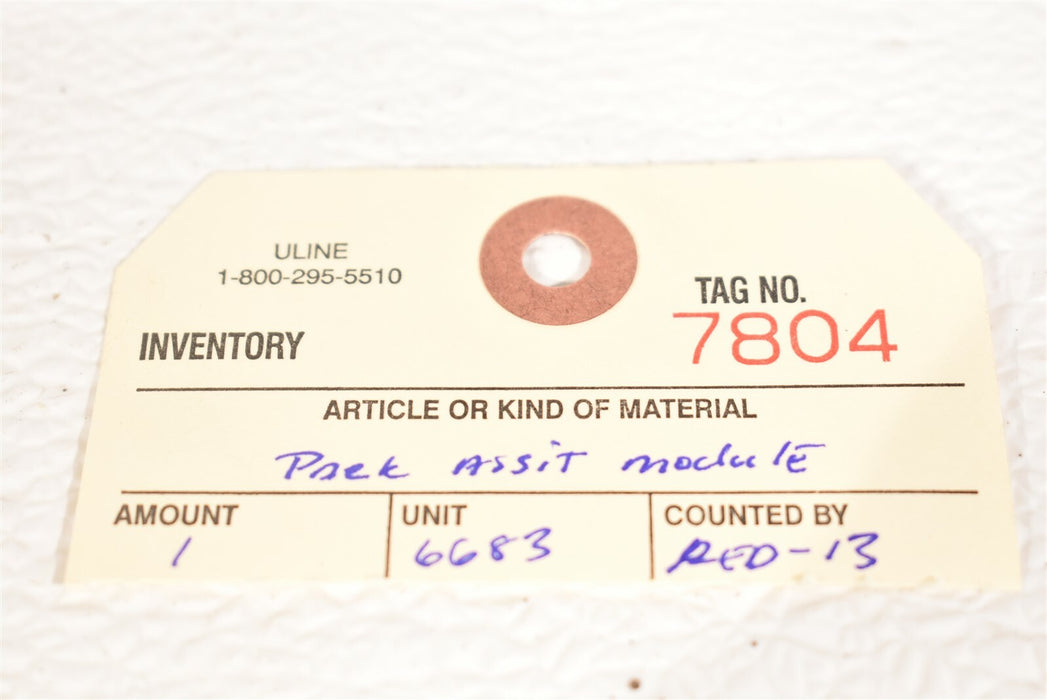 ULINE
1-800-295-5510
TAG NO.
7804
INVENTORY
ARTICLE OR KIND OF MATERIAL
Park Assit module
AMOUNT UNIT COUNTED BY
1 6683 RED-13